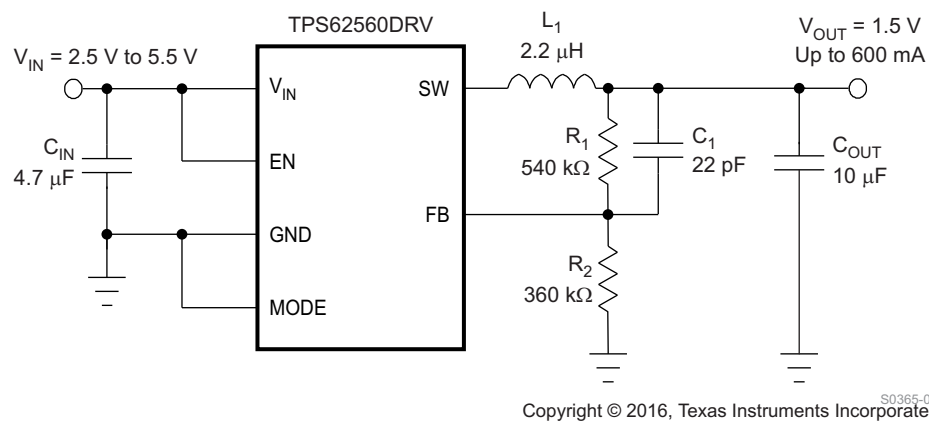 TPS62560DRV
V_IN = 2.5 V to 5.5 V
C_IN
4.7 μF
V_IN
EN
GND
MODE
SW
FB
L_1
2.2 μH
R_1
540 kΩ
C_1
22 pF
R_2
360 kΩ
V_OUT = 1.5 V
Up to 600 mA
C_OUT
10 μF
S0365-0
Copyright © 2016, Texas Instruments Incorporate